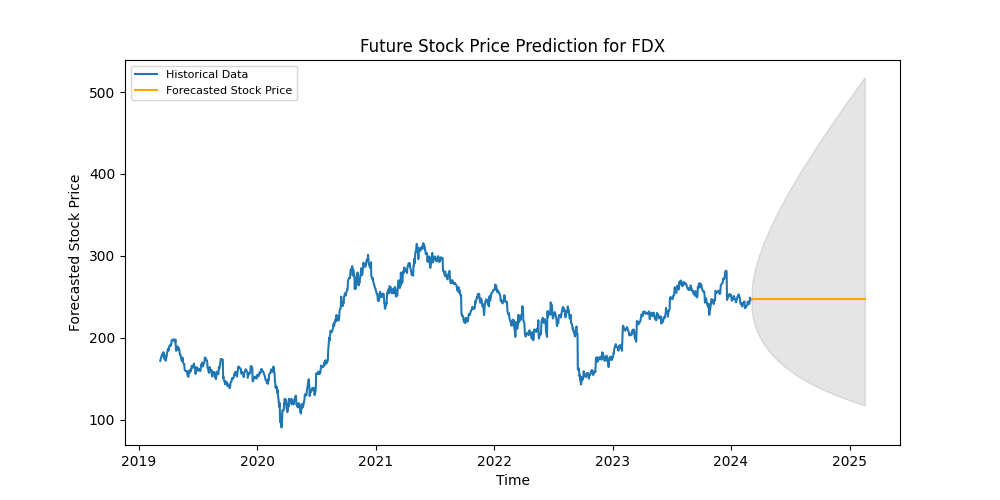 Future Stock Price Prediction for FDX
Historical Data
Forecasted Stock Price
500
400
300
200
100
Forecasted Stock Price
2019
2020
2021
2022
2023
2024
2025
Time